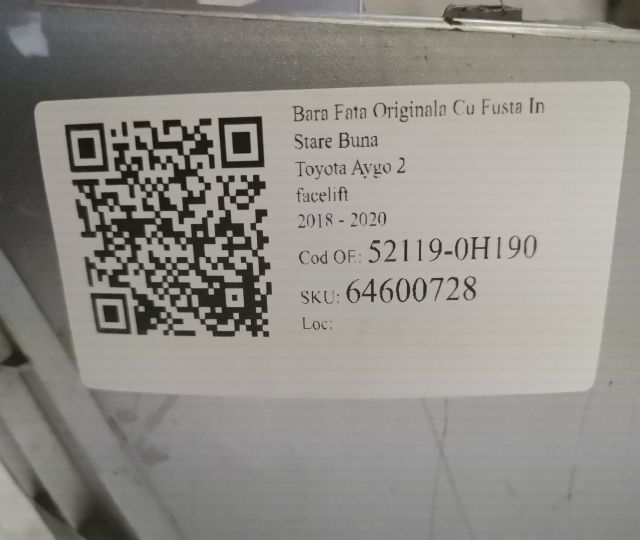 Bara Fata Originala Cu Fusta In
Stare Buna
Toyota Aygo 2
facelift
2018 - 2020
Cod OE: 52119-0H190
SKU: 64600728
Loc: